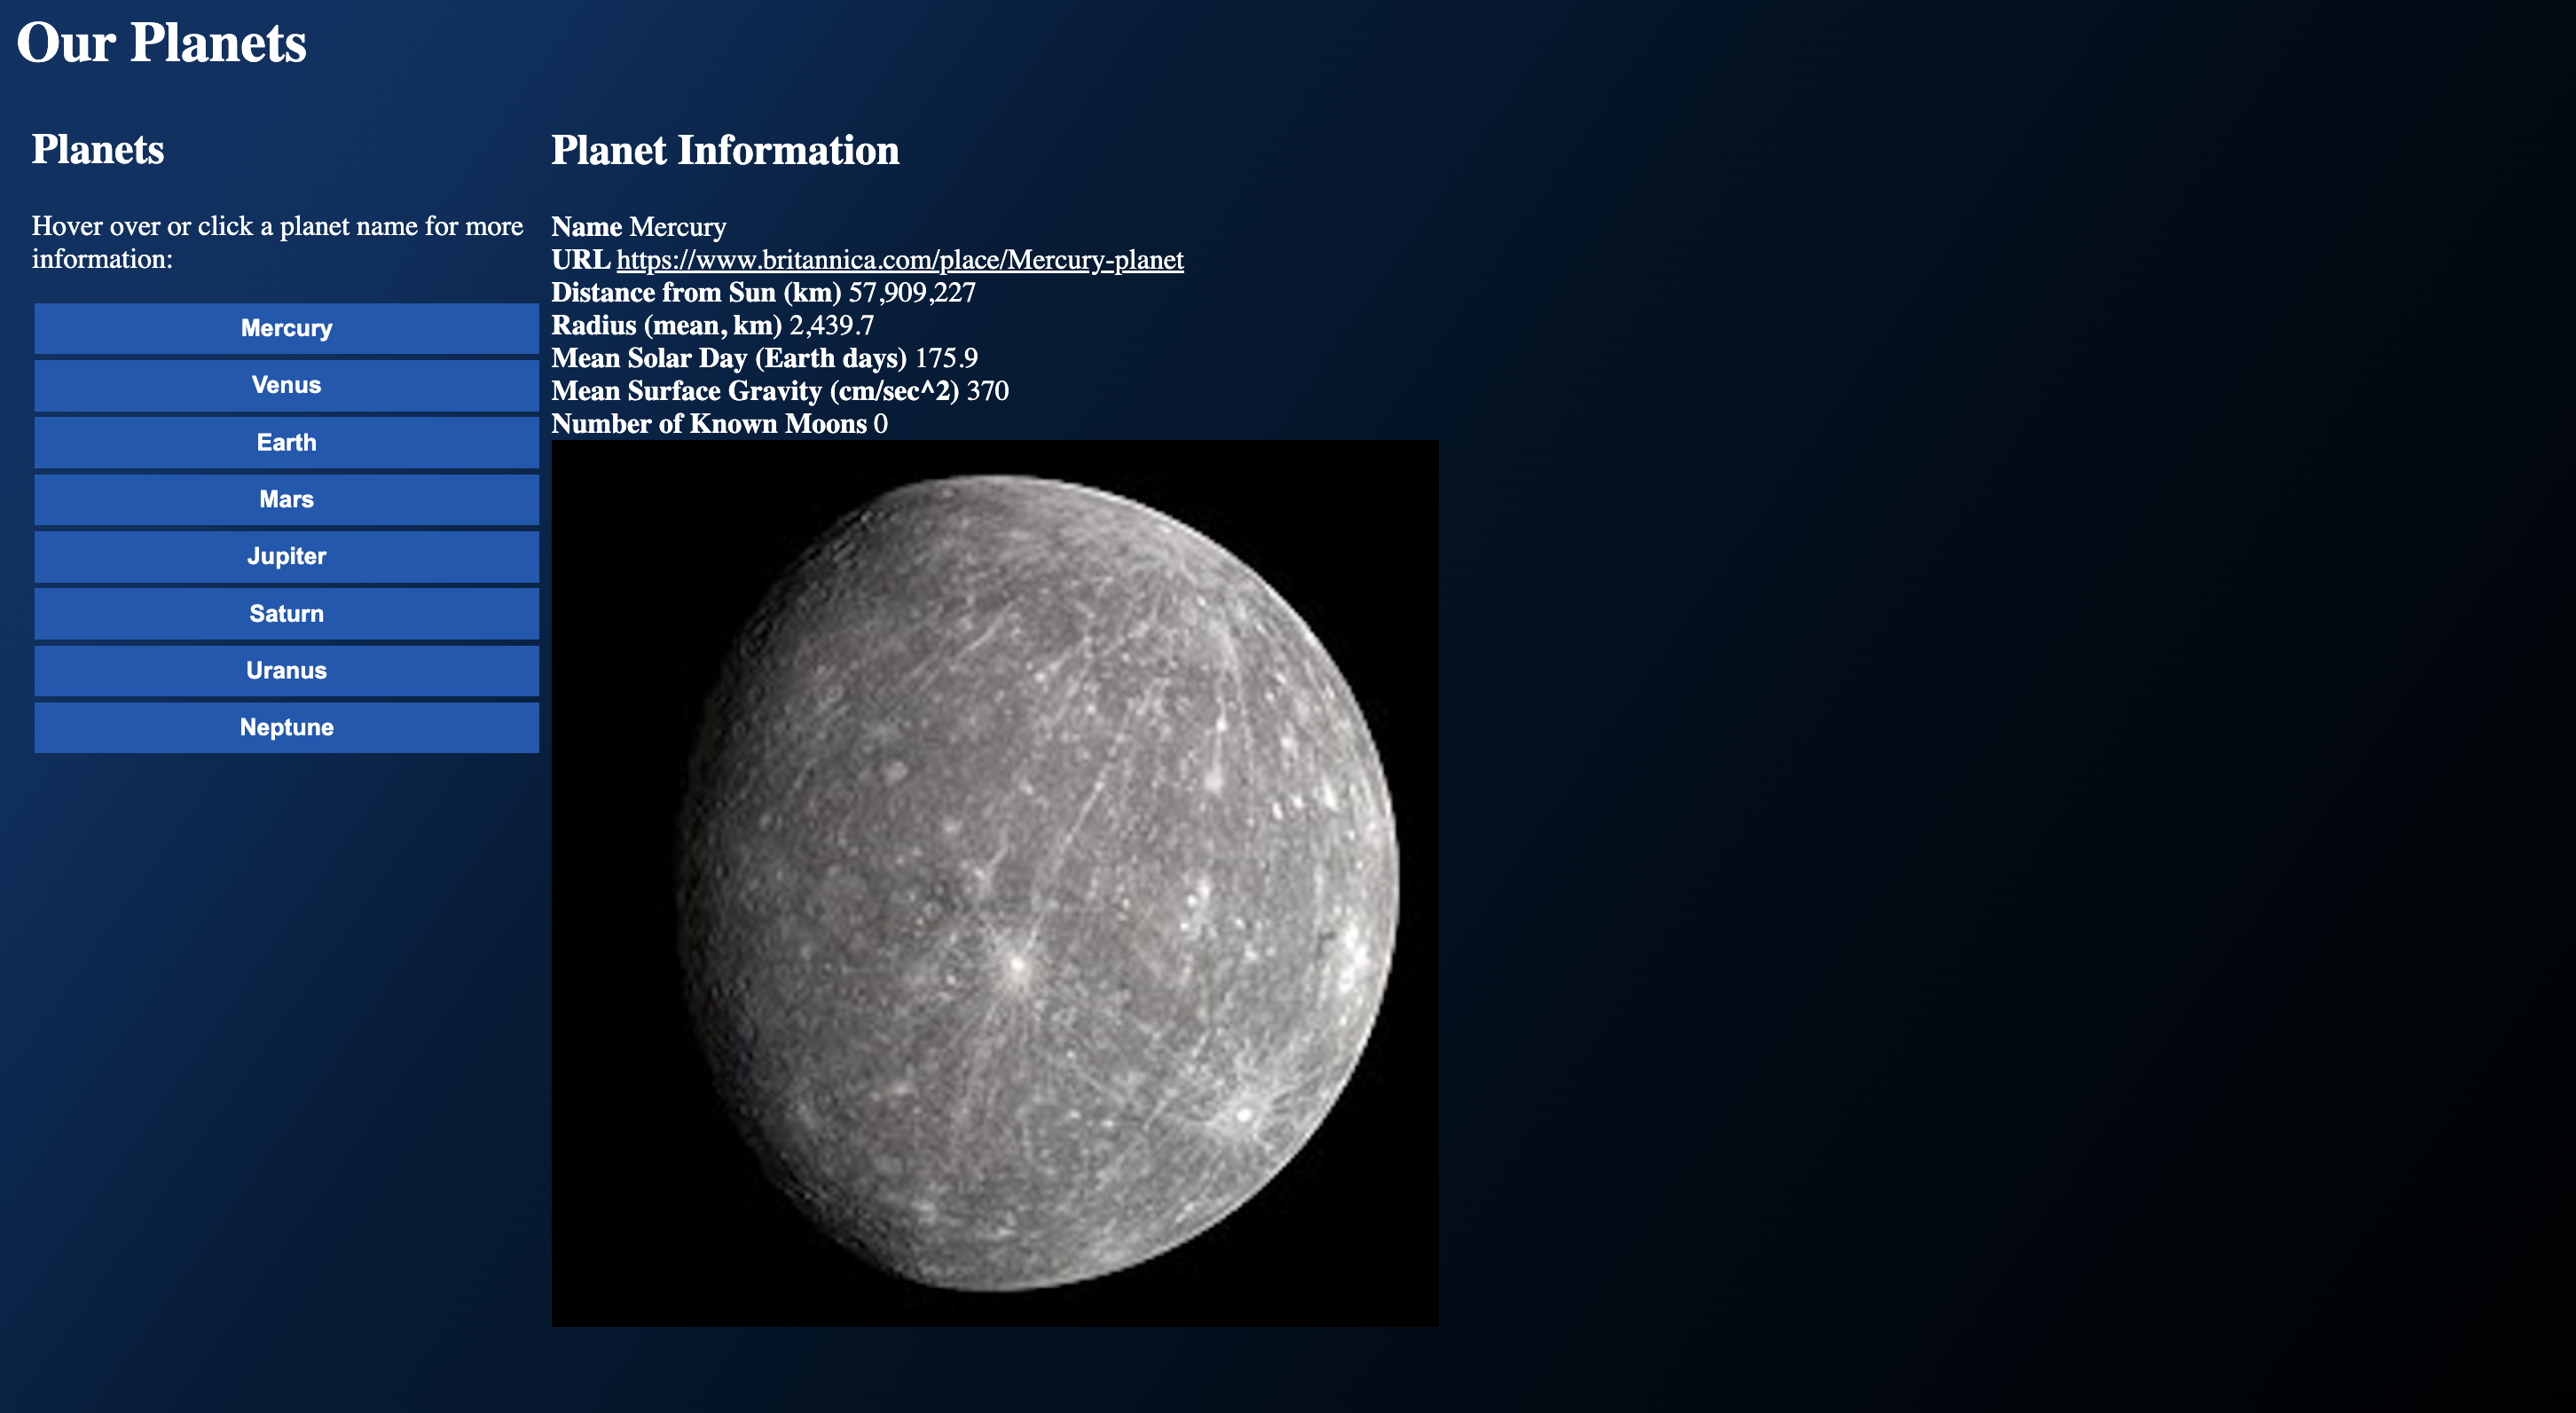 Our Planets
Planets
Hover over or click a planet name for more
information:
Mercury
Venus
Earth
Mars
Jupiter
Saturn
Uranus
Neptune
Planet Information
Name Mercury
URL https://www.britannica.com/place/Mercury-planet
Distance from Sun (km) 57,909,227
Radius (mean, km) 2,439.7
Mean Solar Day (Earth days) 175.9
Mean Surface Gravity (cm/sec^2) 370
Number of Known Moons 0